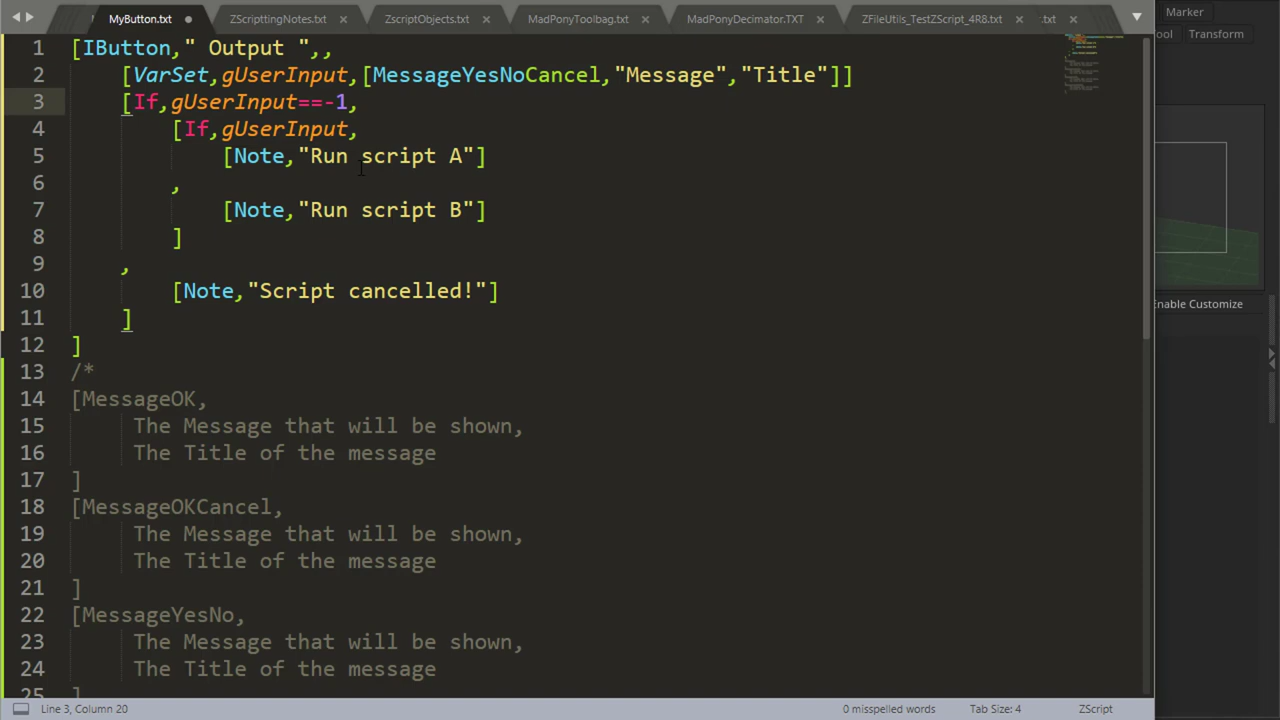 MyButton.txt ZScripttingNotes.txt ZscriptObjects.txt MadPonyToolbag.txt MadPonyDecimator.TXT ZFileUtils_TestZScript_4R8.txt .txt Marker
Transform
1 [IButton," Output ",,
2 [VarSet,gUserInput,[MessageYesNoCancel,"Message","Title"]]
3 [If,gUserInput==-1,
4 [If,gUserInput,
5 [Note,"Run script A"]
6 ,
7 [Note,"Run script B"]
8 ]
9 ,
10 [Note,"Script cancelled!"]
11 ]
12 ]
13 /*
14 [MessageOK,
15 The Message that will be shown,
16 The Title of the message
17 ]
18 [MessageOKCancel,
19 The Message that will be shown,
20 The Title of the message
21 ]
22 [MessageYesNo,
23 The Message that will be shown,
24 The Title of the message
25 ]
Enable Customize
Line 3, Column 20 0 misspelled words Tab Size: 4 ZScript